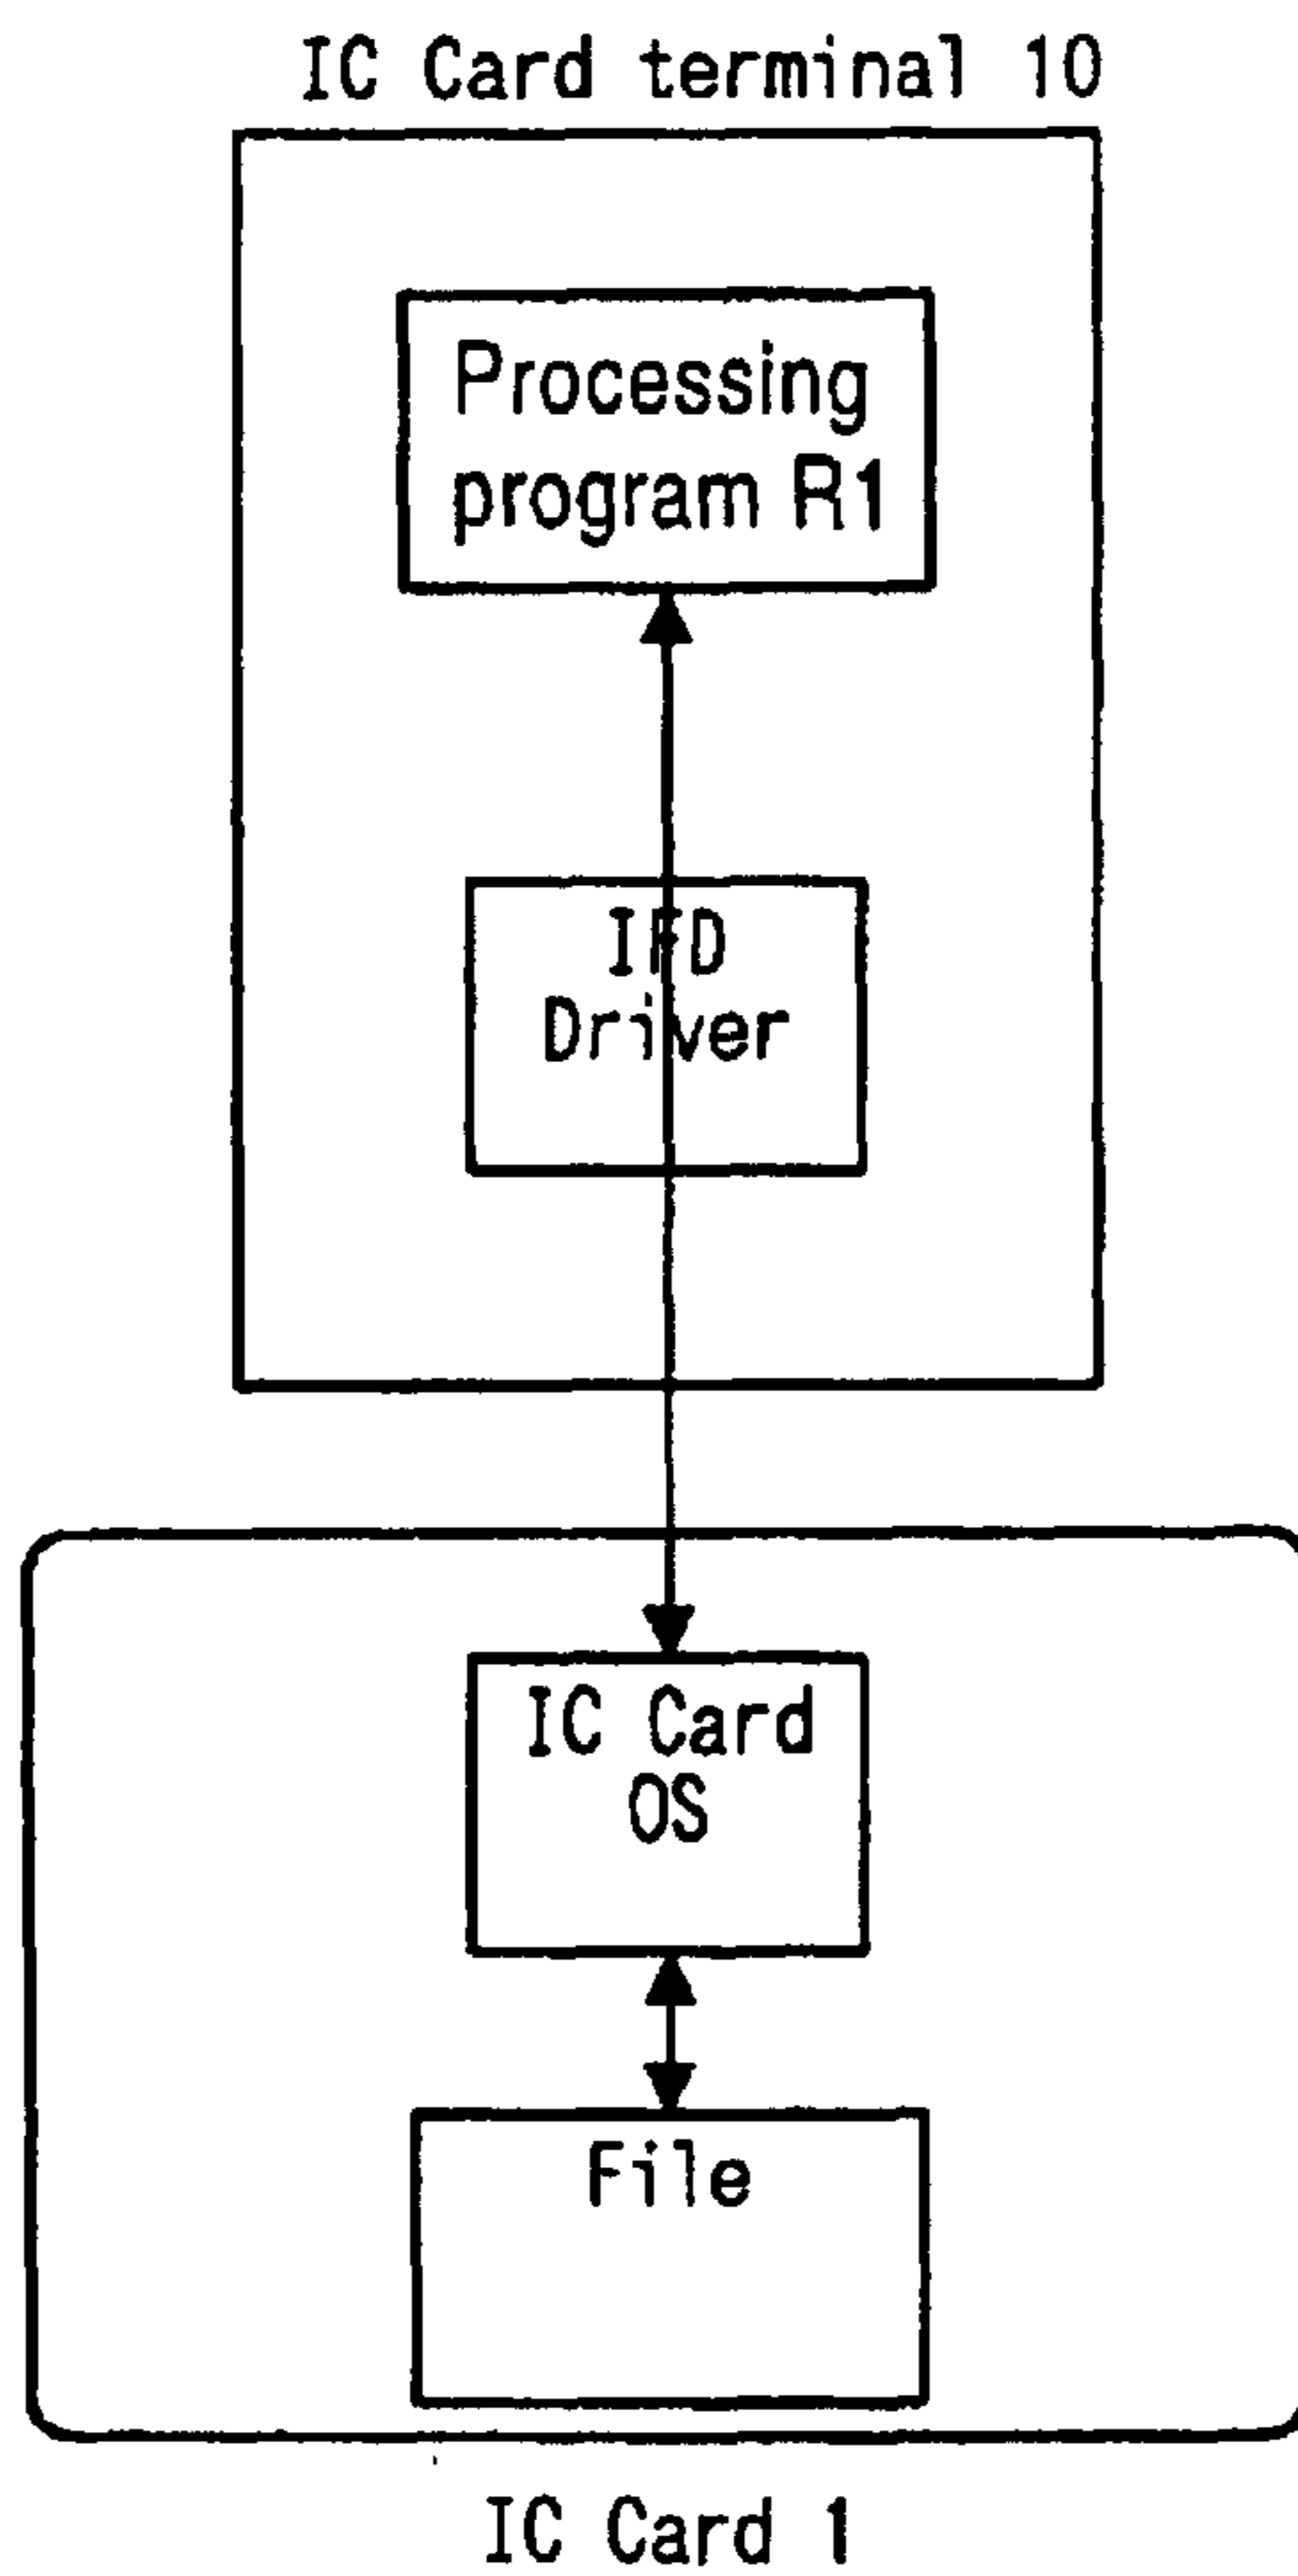 IC Card terminal 10
Processing
program R1
IFD
Driver
IC Card
OS
File
IC Card 1